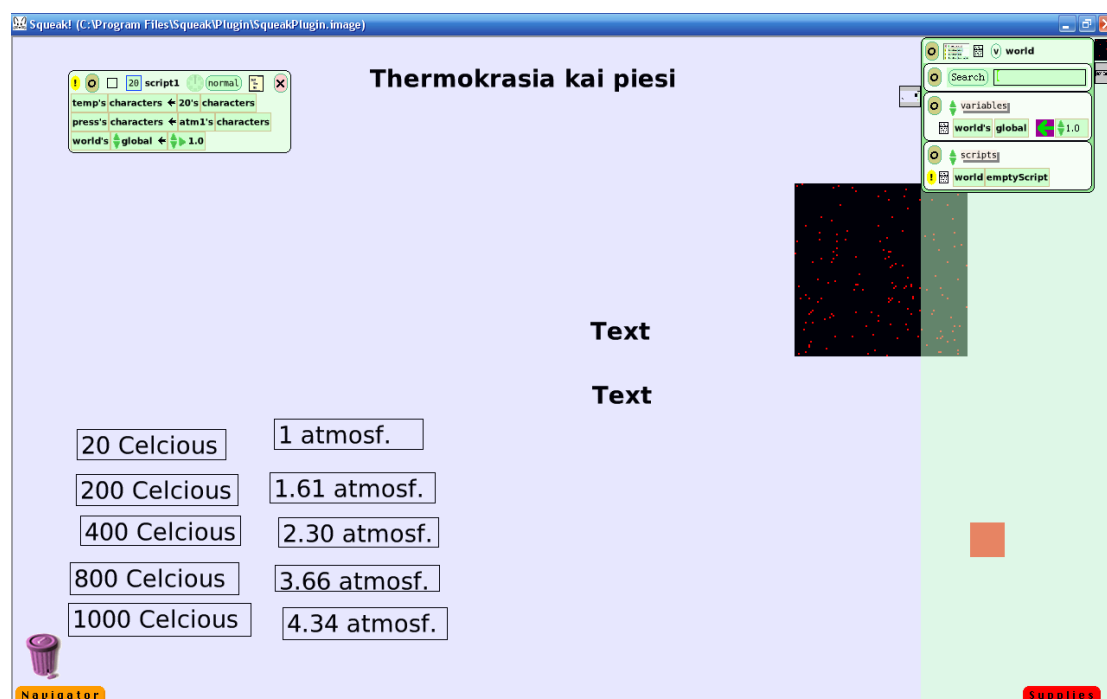 Squeak! (C:\Program Files\Squeak\Plugin\SqueakPlugin.image)
! O 20 script1 normal X
temp's characters ← 20's characters
press's characters ← atm1's characters
world's global ← 1.0
Thermokrasia kai piesi
O v world
O Search
O variables
world's global 1.0
O scripts
! world emptyScript
Text
Text
20 Celcious 1 atmosf.
200 Celcious 1.61 atmosf.
400 Celcious 2.30 atmosf.
800 Celcious 3.66 atmosf.
1000 Celcious 4.34 atmosf.
Navigator Supplies